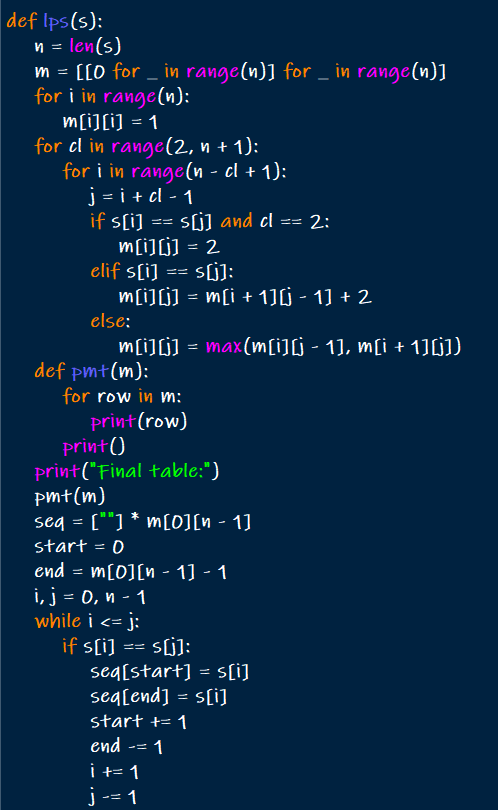 def lps(s):
    n = len(s)
    m = [[0 for _ in range(n)] for _ in range(n)]
    for i in range(n):
        m[i][i] = 1
    for cl in range(2, n + 1):
        for i in range(n - cl + 1):
            j = i + cl - 1
            if s[i] == s[j] and cl == 2:
                m[i][j] = 2
            elif s[i] == s[j]:
                m[i][j] = m[i + 1][j - 1] + 2
            else:
                m[i][j] = max(m[i][j - 1], m[i + 1][j])
    def pmt(m):
        for row in m:
            print(row)
        print()
    print("Final table:")
    pmt(m)
    seq = [""] * m[0][n - 1]
    start = 0
    end = m[0][n - 1] - 1
    i, j = 0, n - 1
    while i <= j:
        if s[i] == s[j]:
            seq[start] = s[i]
            seq[end] = s[i]
            start += 1
            end -= 1
            i += 1
            j -= 1